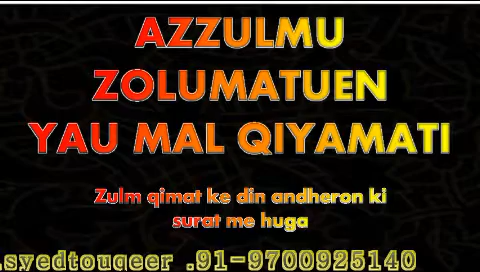 AZZULMU
ZOLUMATUEN
YAU MAL QIYAMATI
Zulm qimat ke din andheron ki
surat me huga
.syedtouqeer .91-9700925140